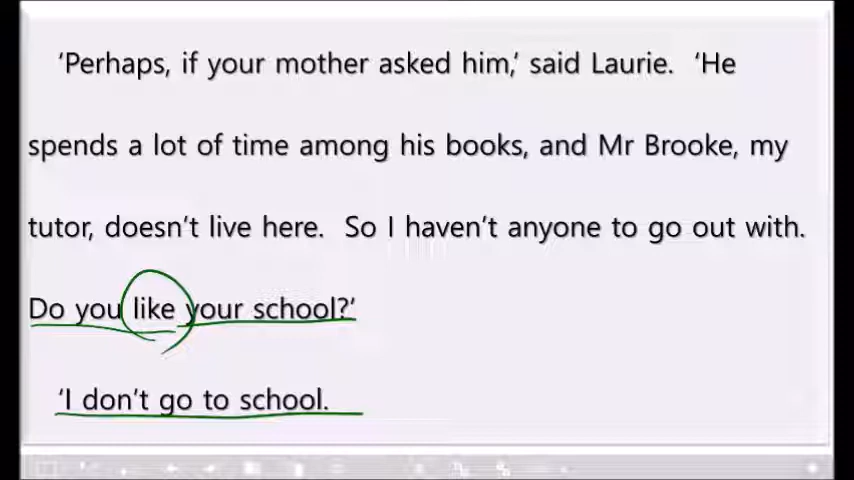 ‘Perhaps, if your mother asked him,’ said Laurie. ‘He
spends a lot of time among his books, and Mr Brooke, my
tutor, doesn’t live here. So I haven’t anyone to go out with.
Do you like your school?’
‘I don’t go to school.